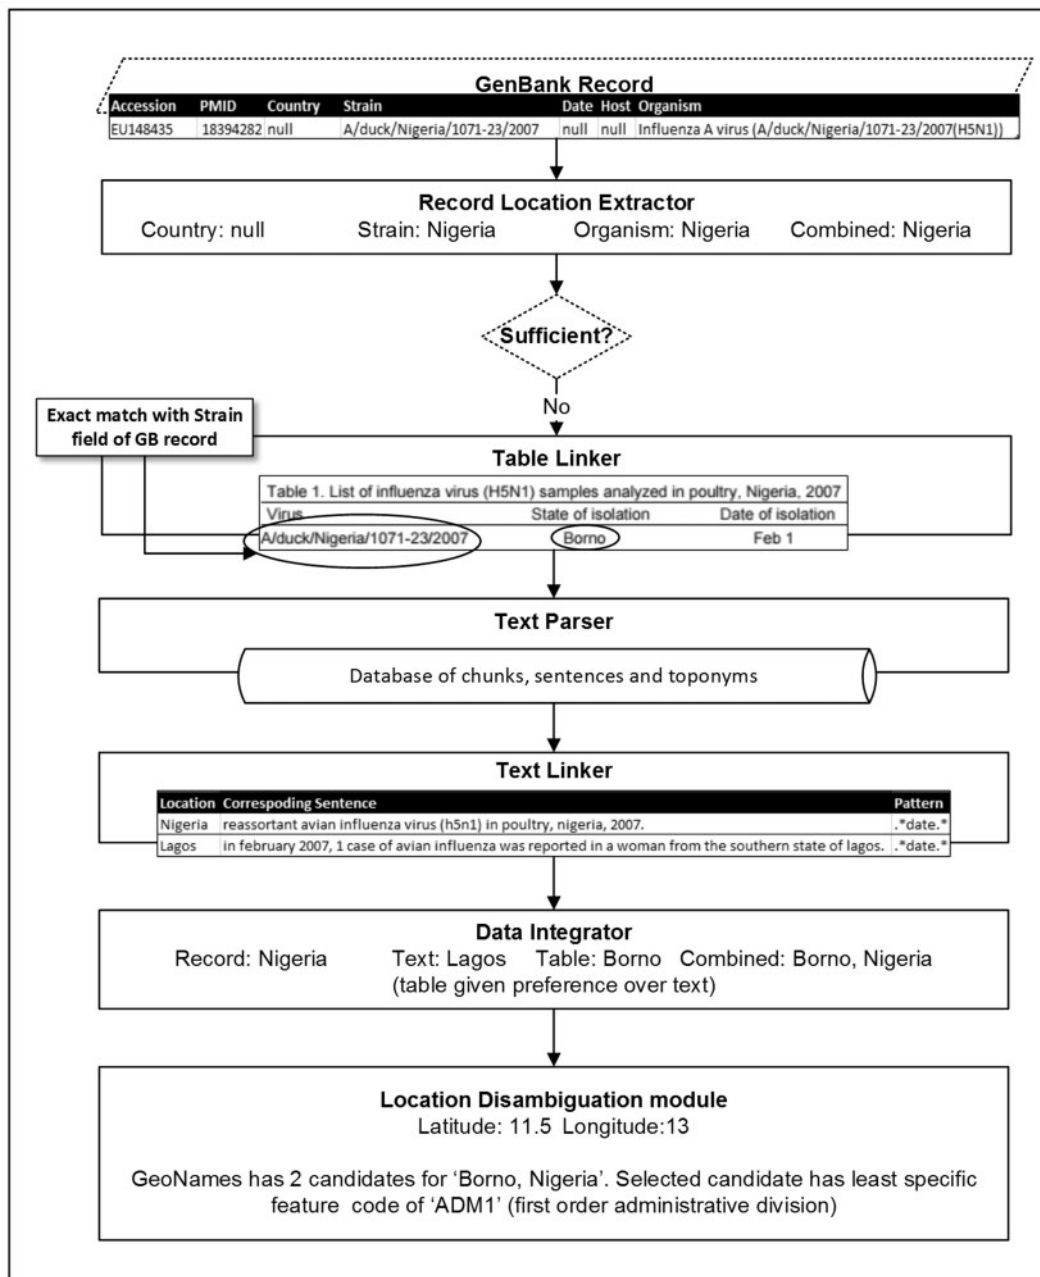 GenBank Record
Accession PMID Country Strain Date Host Organism
EU148435 18394282 null A/duck/Nigeria/1071-23/2007 null null Influenza A virus (A/duck/Nigeria/1071-23/2007(H5N1))
Record Location Extractor
Country: null Strain: Nigeria Organism: Nigeria Combined: Nigeria
Sufficient?
No
Exact match with Strain
field of GB record
Table Linker
Table 1. List of influenza virus (H5N1) samples analyzed in poultry, Nigeria, 2007
Virus State of isolation Date of isolation
A/duck/Nigeria/1071-23/2007 Borno Feb 1
Text Parser
Database of chunks, sentences and toponyms
Text Linker
Location Correspoding Sentence Pattern
Nigeria reassortant avian influenza virus (h5n1) in poultry, nigeria, 2007. .*date.*
Lagos in february 2007, 1 case of avian influenza was reported in a woman from the southern state of lagos. .*date.*
Data Integrator
Record: Nigeria Text: Lagos Table: Borno Combined: Borno, Nigeria
(table given preference over text)
Location Disambiguation module
Latitude: 11.5 Longitude:13
GeoNames has 2 candidates for ‘Borno, Nigeria’. Selected candidate has least specific
feature code of ‘ADM1’ (first order administrative division)